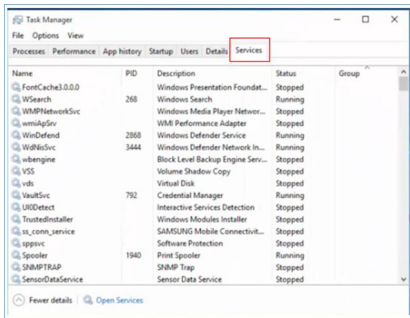 Task Manager
File Options View
Processes Performance App history Startup Users Details Services
Name PID Description Status Group
FontCache3.0.0.0 Windows Presentation Foundat... Stopped
WSearch 268 Windows Search Running
WMPNetworkSvc Windows Media Player Networ... Stopped
wmiApSrv WMI Performance Adapter Stopped
WinDefend 2868 Windows Defender Service Running
WdNisSvc 3444 Windows Defender Network In... Running
wbengine Block Level Backup Engine Serv... Stopped
VSS Volume Shadow Copy Stopped
vds Virtual Disk Stopped
VaultSvc 792 Credential Manager Running
UI0Detect Interactive Services Detection Stopped
TrustedInstaller Windows Modules Installer Stopped
ss_conn_service SAMSUNG Mobile Connectivit... Stopped
sppsvc Software Protection Stopped
Spooler 1940 Print Spooler Running
SNMPTRAP SNMP Trap Stopped
SensorDataService Sensor Data Service Stopped
Fewer details Open Services